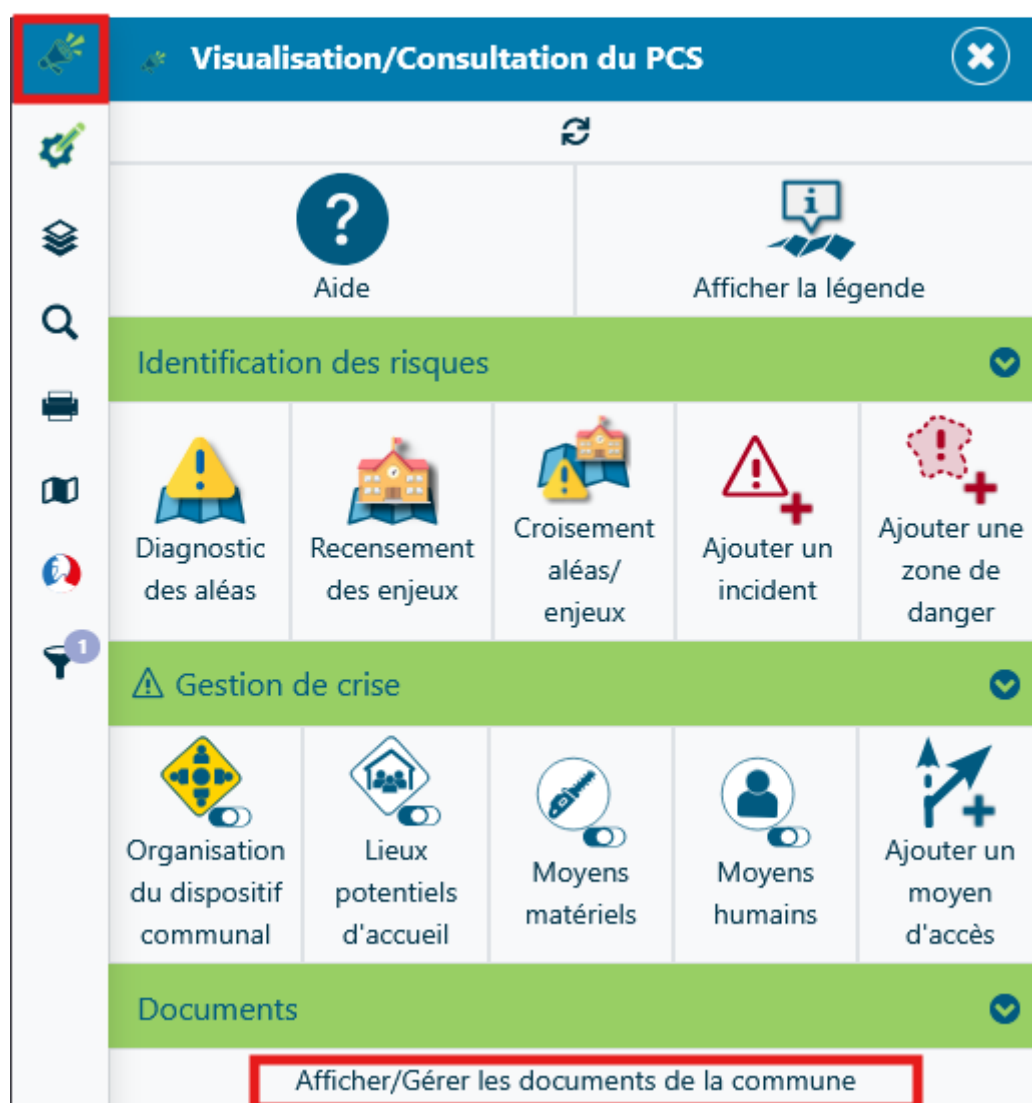 Visualisation/Consultation du PCS
?
i
Aide
Afficher la légende
Identification des risques
Diagnostic
des aléas
Recensement
des enjeux
Croisement
aléas/
enjeux
Ajouter un
incident
Ajouter une
zone de
danger
1
Gestion de crise
Organisation
du dispositif
communal
Lieux
potentiels
d'accueil
Moyens
matériels
Moyens
humains
Ajouter un
moyen
d'accès
Documents
Afficher/Gérer les documents de la commune